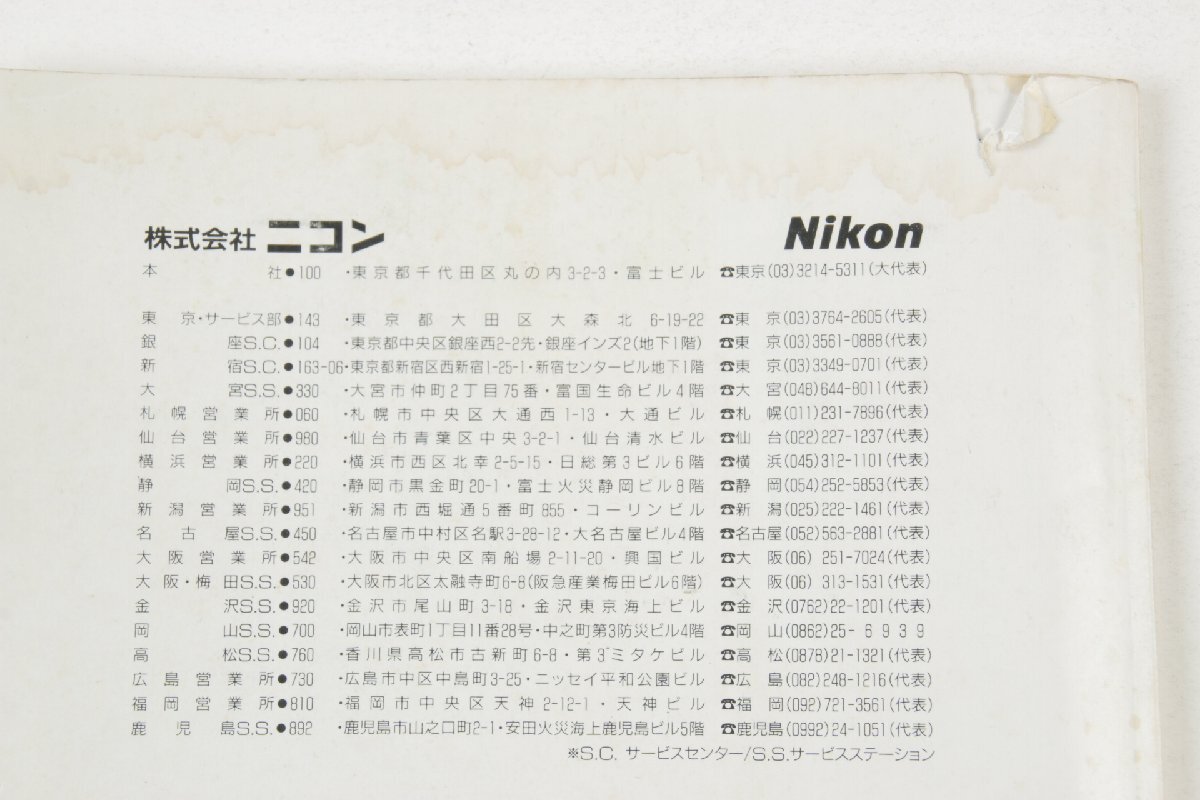 株式会社 ニコン Nikon
本社●100 ・東京都千代田区丸の内3-2-3・富士ビル ☎東京(03)3214-5311(大代表)
東京・サービス部●143 ・東京都大田区大森北 6-19-22 ☎東京(03)3764-2605(代表)
銀座S.C.●104 ・東京都中央区銀座西2-2先・銀座インズ2(地下1階) ☎東京(03)3561-0888(代表)
新宿S.C.●163-06・東京都新宿区西新宿1-25-1・新宿センタービル地下1階 ☎東京(03)3349-0701(代表)
大宮S.S.●330 ・大宮市仲町2丁目75番・富国生命ビル4階 ☎大宮(048)644-8011(代表)
札幌営業所●060 ・札幌市中央区大通西1-13・大通ビル ☎札幌(011)231-7896(代表)
仙台営業所●980 ・仙台市青葉区中央3-2-1・仙台清水ビル ☎仙台(022)227-1237(代表)
横浜営業所●220 ・横浜市西区北幸2-5-15・日総第3ビル6階 ☎横浜(045)312-1101(代表)
静岡S.S.●420 ・静岡市黒金町20-1・富士火災静岡ビル8階 ☎静岡(054)252-5853(代表)
新潟営業所●951 ・新潟市西堀通5番町855・コーリンビル ☎新潟(025)222-1461(代表)
名古屋S.S.●450 ・名古屋市中村区名駅3-28-12・大名古屋ビル4階 ☎名古屋(052)563-2881(代表)
大阪営業所●542 ・大阪市中央区南船場2-11-20・興国ビル ☎大阪(06) 251-7024(代表)
大阪・梅田S.S.●530 ・大阪市北区太融寺町6-8(阪急産業梅田ビル6階) ☎大阪(06) 313-1531(代表)
金沢S.S.●920 ・金沢市尾山町3-18・金沢東京海上ビル ☎金沢(0762)22-1201(代表)
岡山S.S.●700 ・岡山市表町1丁目11番28号・中之町第3防災ビル4階 ☎岡山(0862)25-6939
高松S.S.●760 ・香川県高松市古新町6-8・第3ミタケビル ☎高松(0878)21-1321(代表)
広島営業所●730 ・広島市中区中島町3-25・ニッセイ平和公園ビル ☎広島(082)248-1216(代表)
福岡営業所●810 ・福岡市中央区天神2-12-1・天神ビル ☎福岡(092)721-3561(代表)
鹿児島S.S.●892 ・鹿児島市山之口町2-1・安田火災海上鹿児島ビル5階 ☎鹿児島(0992)24-1051(代表)
※S.C. サービスセンター/S.S.サービスステーション